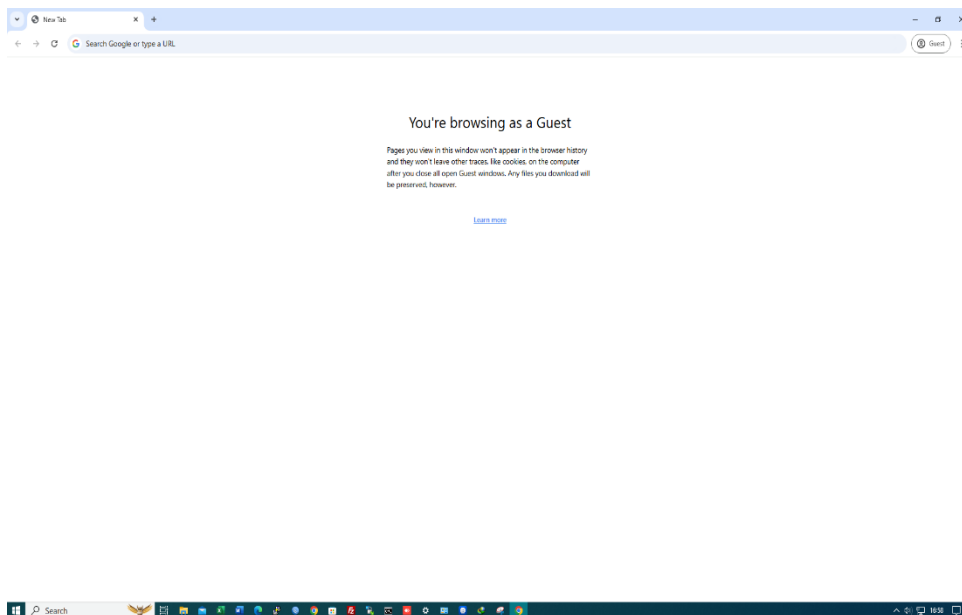 New Tab
Search Google or type a URL
Guest
You're browsing as a Guest
Pages you view in this window won't appear in the browser history
and they won't leave other traces, like cookies, on the computer
after you close all open Guest windows. Any files you download will
be preserved, however.
Learn more
Search
16:58